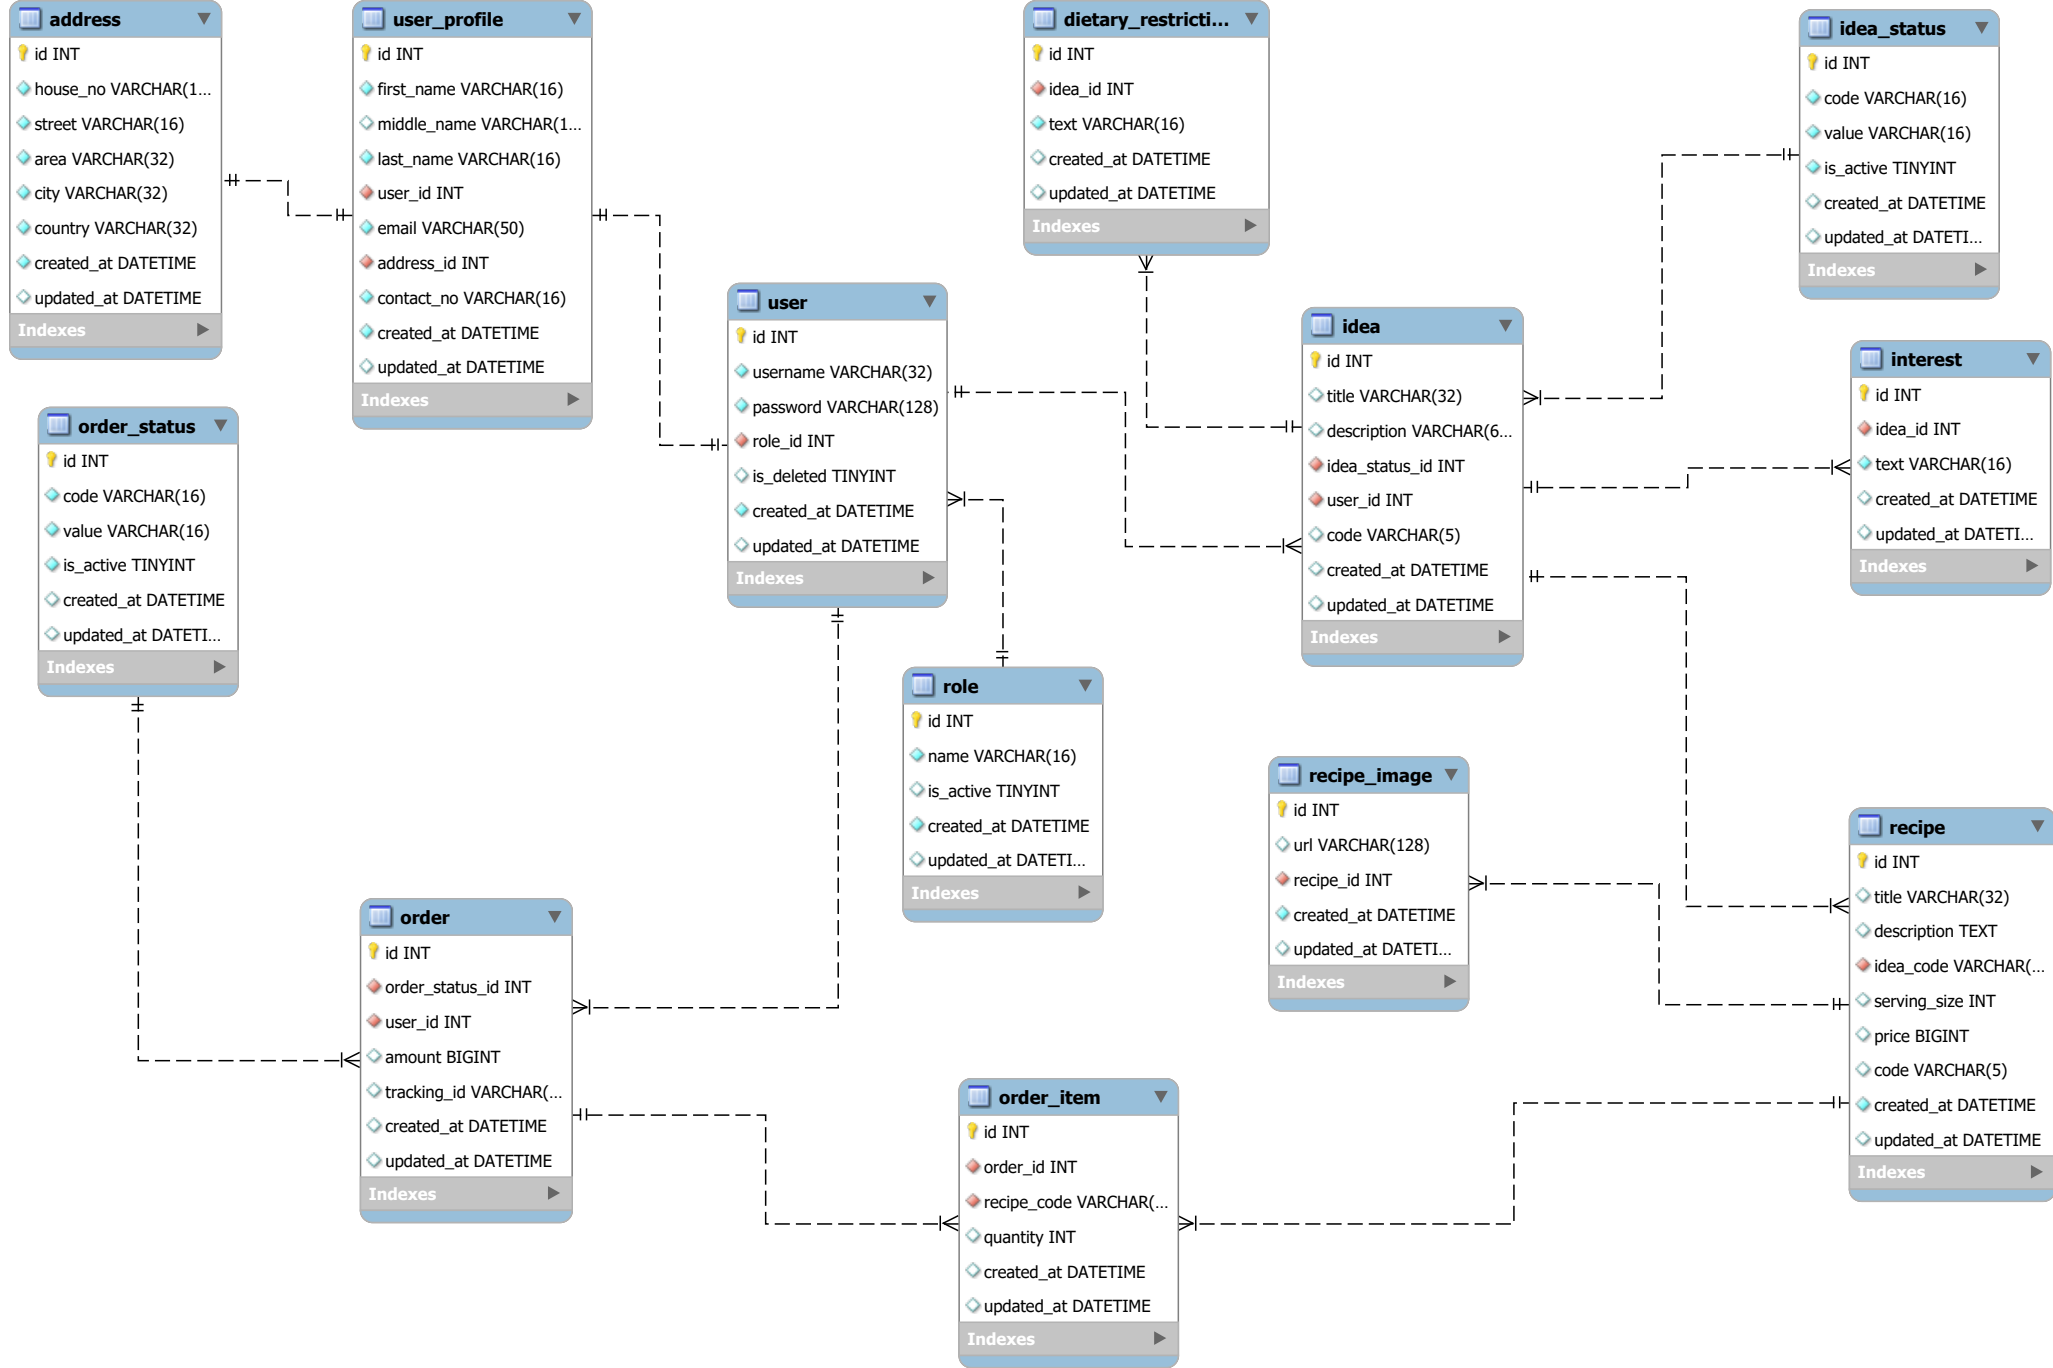 address
id INT
house_no VARCHAR(1...
street VARCHAR(16)
area VARCHAR(32)
city VARCHAR(32)
country VARCHAR(32)
created_at DATETIME
updated_at DATETIME
Indexes
user_profile
id INT
first_name VARCHAR(16)
middle_name VARCHAR(1...
last_name VARCHAR(16)
user_id INT
email VARCHAR(50)
address_id INT
contact_no VARCHAR(16)
created_at DATETIME
updated_at DATETIME
Indexes
dietary_restricti...
id INT
idea_id INT
text VARCHAR(16)
created_at DATETIME
updated_at DATETIME
Indexes
idea_status
id INT
code VARCHAR(16)
value VARCHAR(16)
is_active TINYINT
created_at DATETIME
updated_at DATETI...
Indexes
user
id INT
username VARCHAR(32)
password VARCHAR(128)
role_id INT
is_deleted TINYINT
created_at DATETIME
updated_at DATETIME
Indexes
idea
id INT
title VARCHAR(32)
description VARCHAR(6...
idea_status_id INT
user_id INT
code VARCHAR(5)
created_at DATETIME
updated_at DATETIME
Indexes
interest
id INT
idea_id INT
text VARCHAR(16)
created_at DATETIME
updated_at DATETI...
Indexes
order_status
id INT
code VARCHAR(16)
value VARCHAR(16)
is_active TINYINT
created_at DATETIME
updated_at DATETI...
Indexes
role
id INT
name VARCHAR(16)
is_active TINYINT
created_at DATETIME
updated_at DATETI...
Indexes
recipe_image
id INT
url VARCHAR(128)
recipe_id INT
created_at DATETIME
updated_at DATETI...
Indexes
recipe
id INT
title VARCHAR(32)
description TEXT
idea_code VARCHAR(...
serving_size INT
price BIGINT
code VARCHAR(5)
created_at DATETIME
updated_at DATETIME
Indexes
order
id INT
order_status_id INT
user_id INT
amount BIGINT
tracking_id VARCHAR(...
created_at DATETIME
updated_at DATETIME
Indexes
order_item
id INT
order_id INT
recipe_code VARCHAR(...
quantity INT
created_at DATETIME
updated_at DATETIME
Indexes